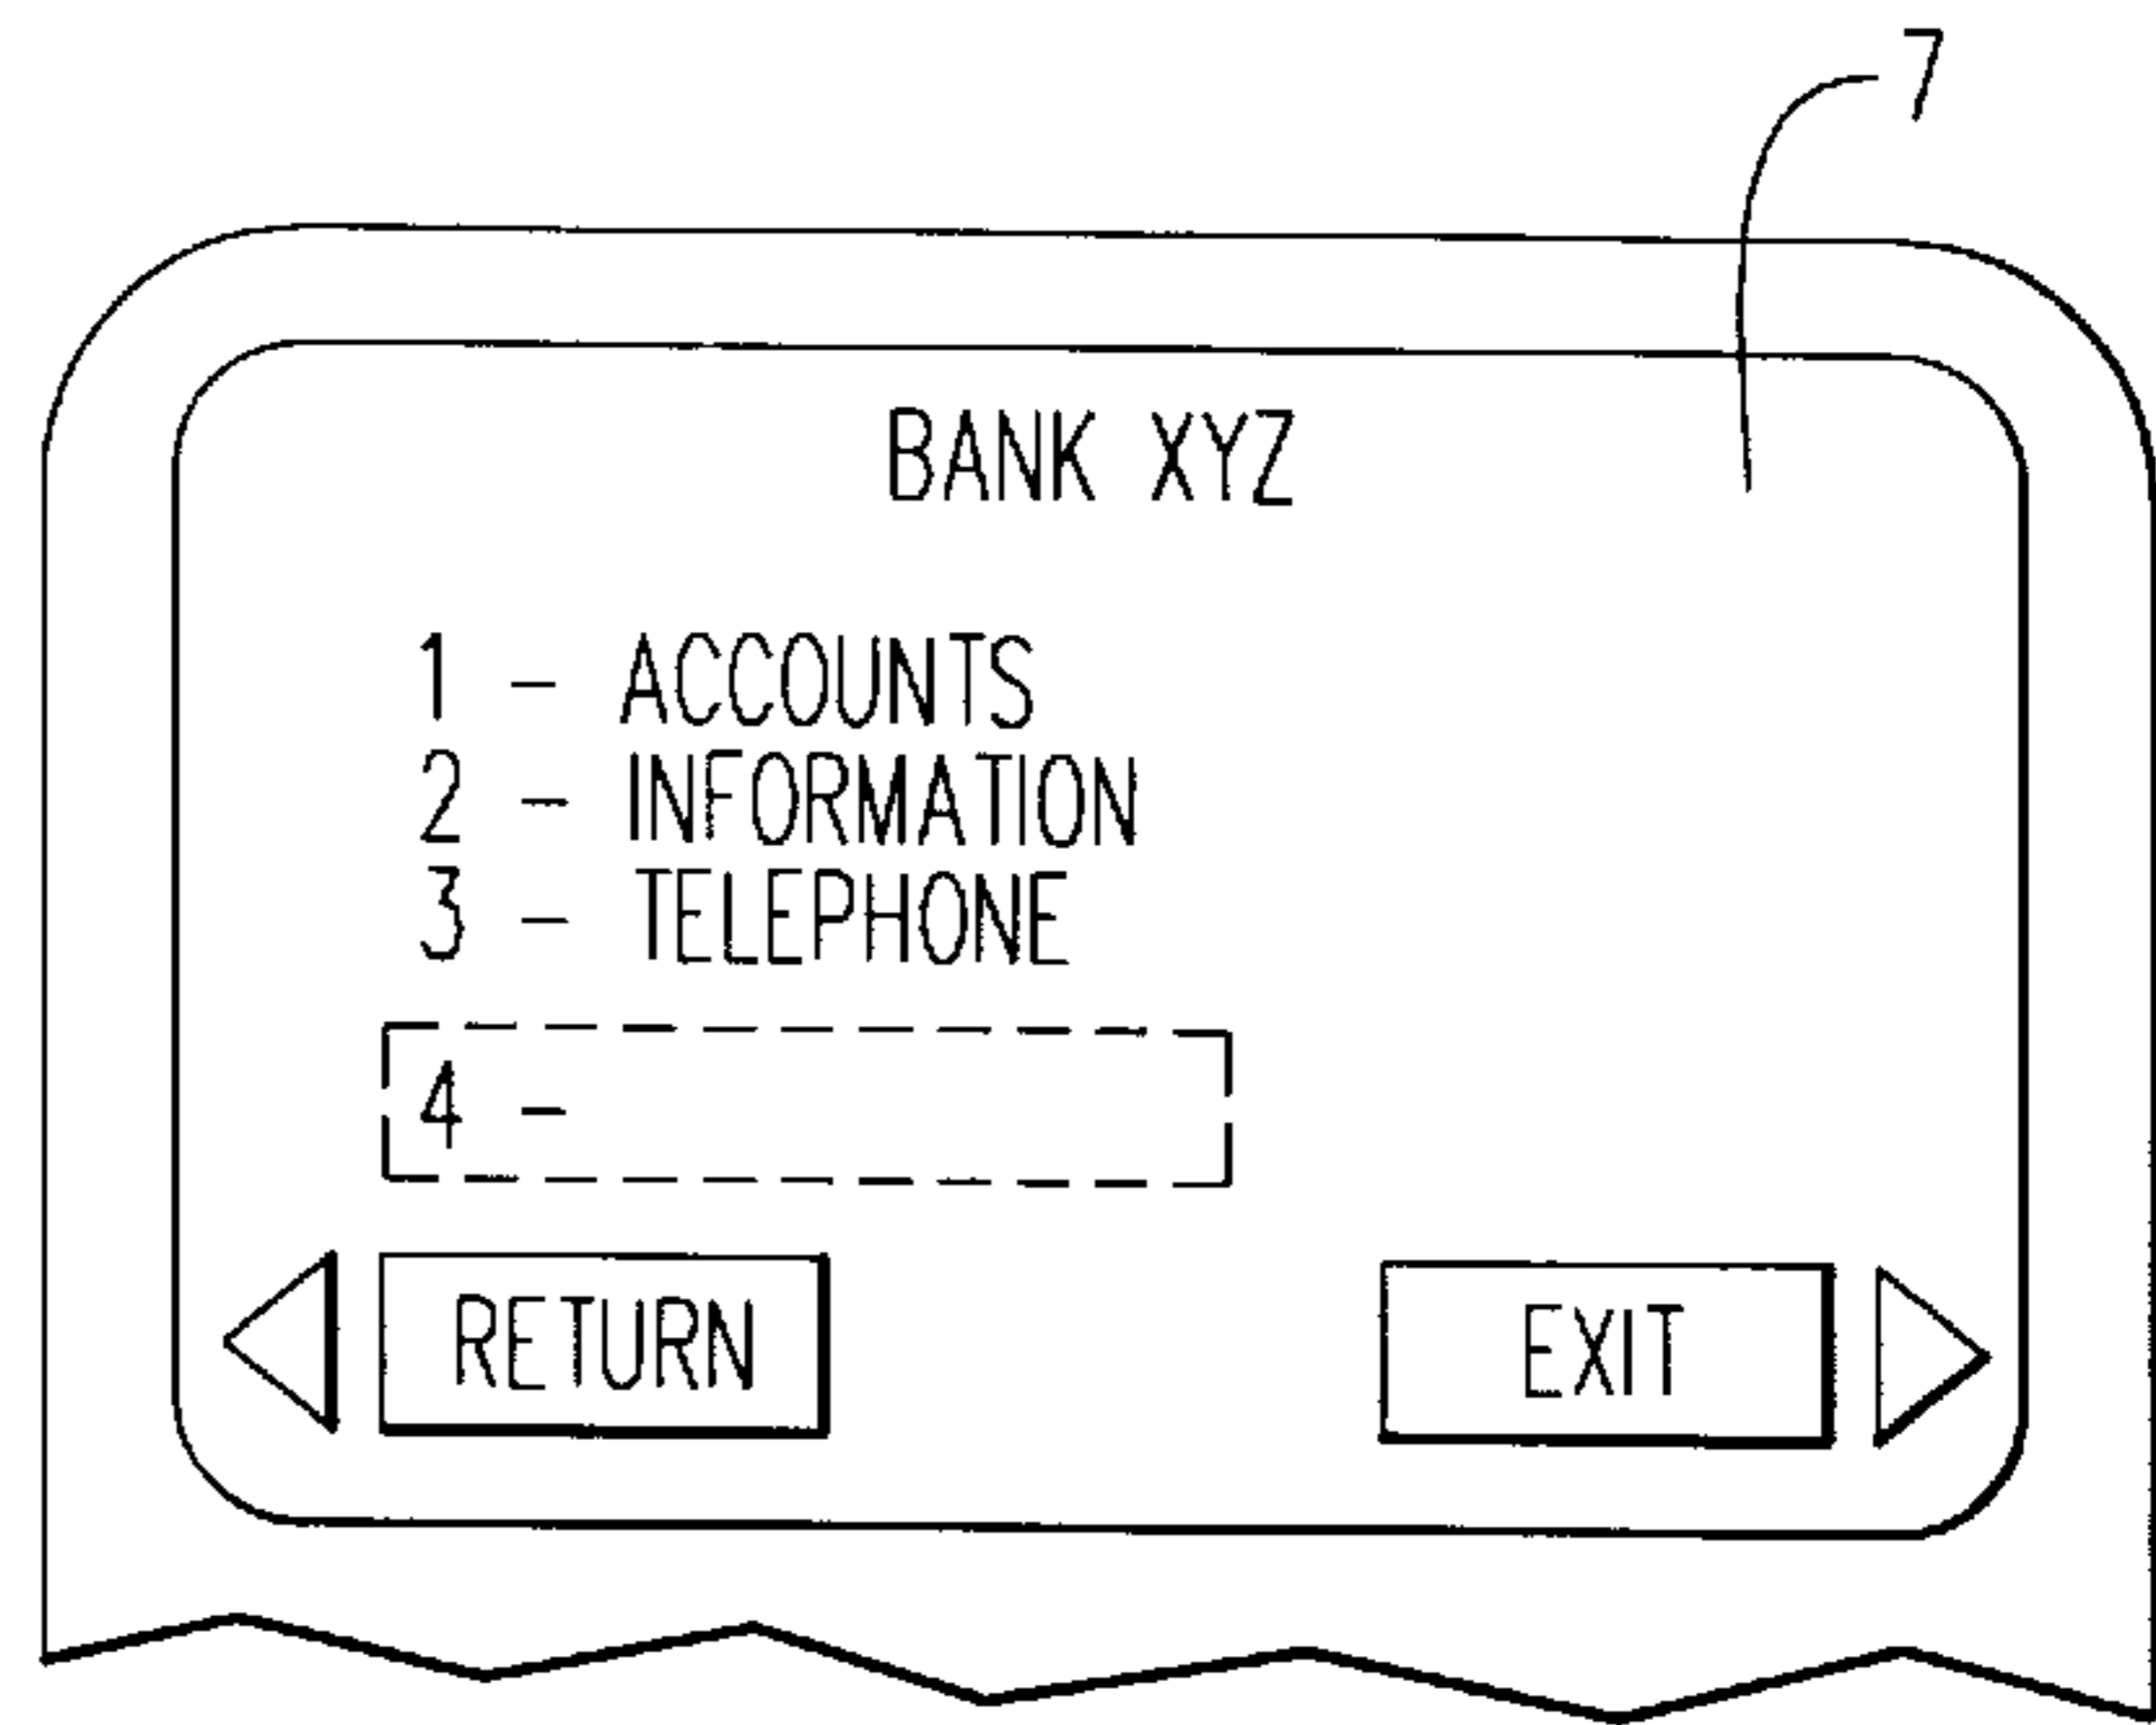 7
BANK XYZ
1 - ACCOUNTS
2 - INFORMATION
3 - TELEPHONE
4 -
RETURN
EXIT